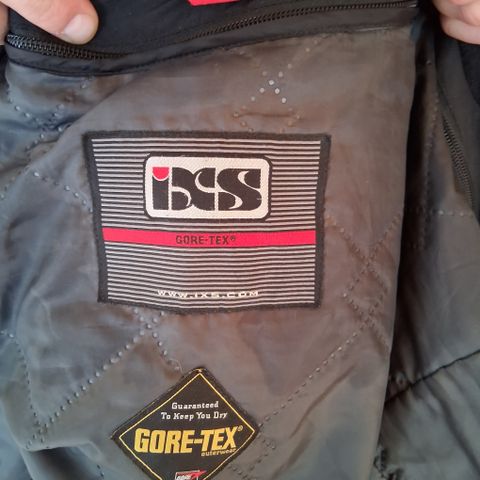 iXS
GORE-TEX®
WWW.IXS.COM
Guaranteed
To Keep You Dry
GORE-TEX®
outerwear